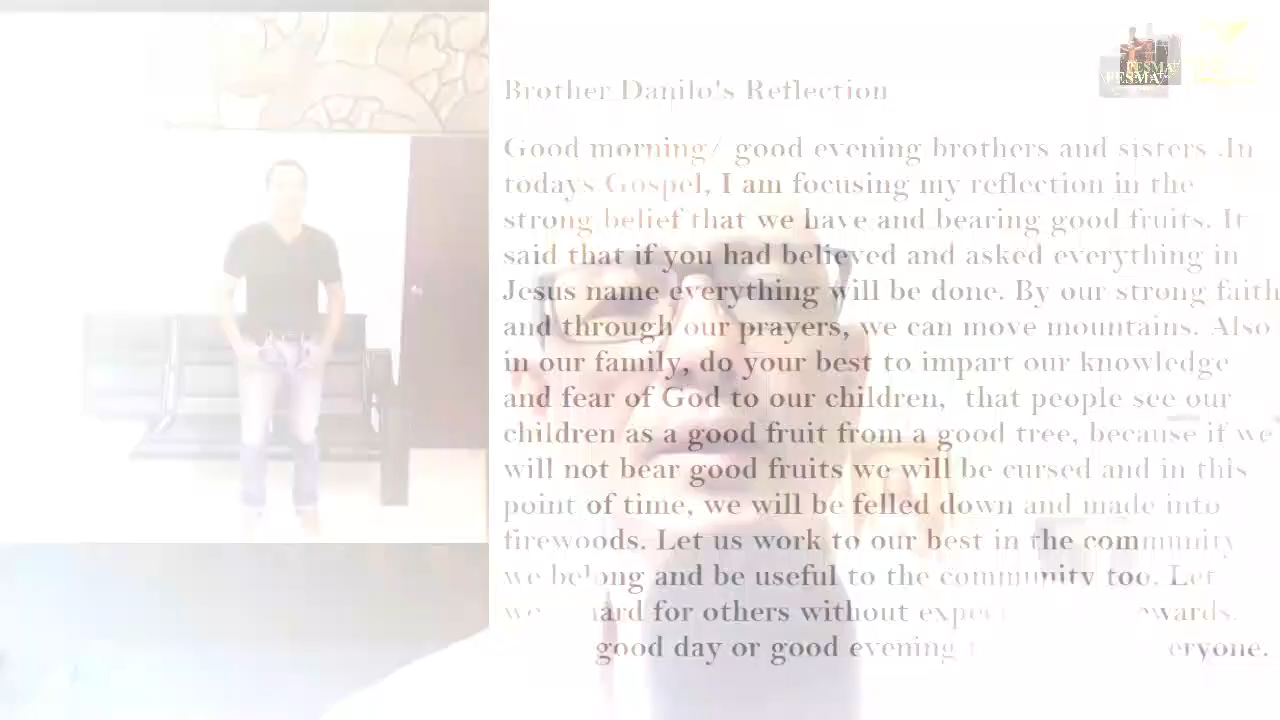 PESMA
PESMA
Brother Danilo's Reflection
Good morning/ good evening brothers and sisters .In
todays Gospel, I am focusing my reflection in the
strong belief that we have and bearing good fruits. It
said that if you had believed and asked everything in
Jesus name everything will be done. By our strong faith
and through our prayers, we can move mountains. Also
in our family, do your best to impart our knowledge
and fear of God to our children, that people see our
children as a good fruit from a good tree, because if we
will not bear good fruits we will be cursed and in this
point of time, we will be felled down and made into
firewoods. Let us work to our best in the community
we belong and be useful to the community too. Let
for others without
good day or good evening